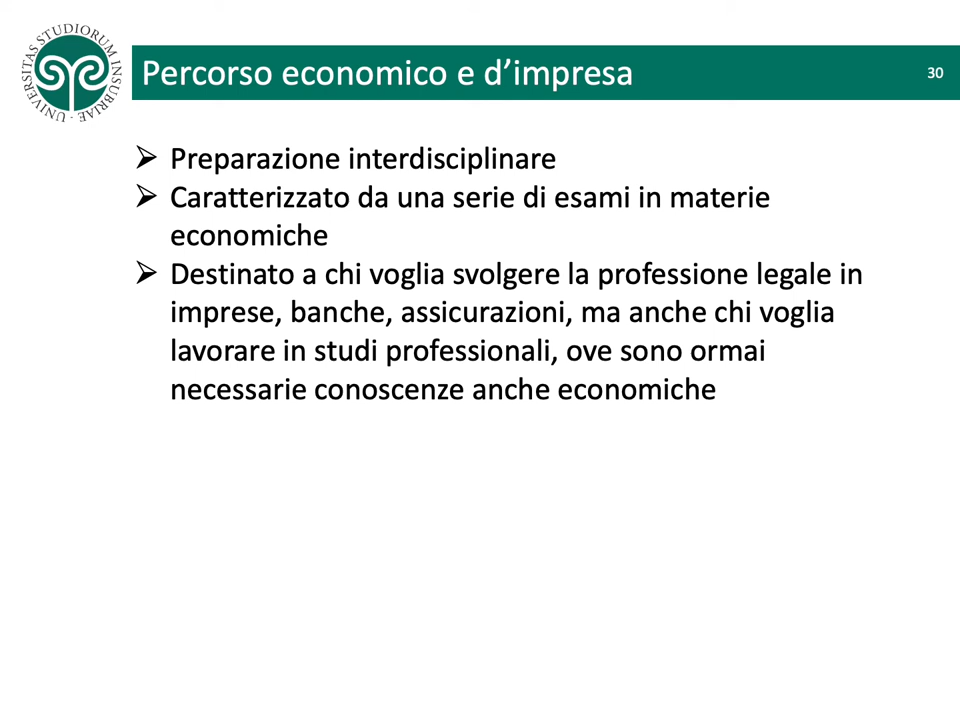 UNIVERSITAS STUDIORUM INSUBRIAE
Percorso economico e d’impresa
30
➢ Preparazione interdisciplinare
➢ Caratterizzato da una serie di esami in materie
economiche
➢ Destinato a chi voglia svolgere la professione legale in
imprese, banche, assicurazioni, ma anche chi voglia
lavorare in studi professionali, ove sono ormai
necessarie conoscenze anche economiche